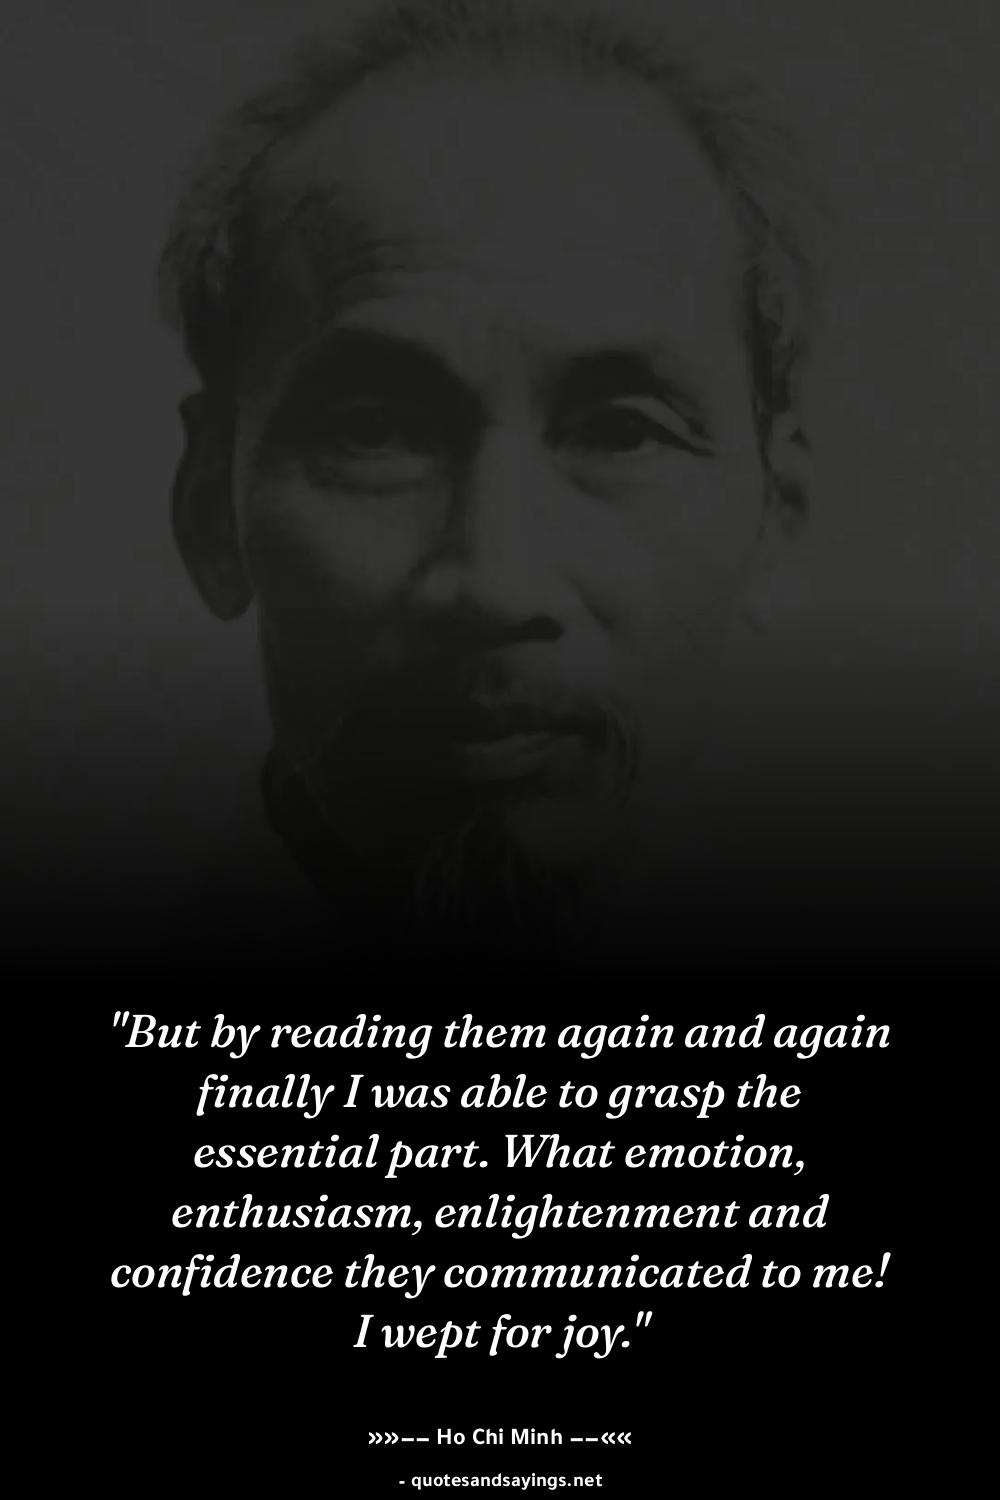 "But by reading them again and again
finally I was able to grasp the
essential part. What emotion,
enthusiasm, enlightenment and
confidence they communicated to me!
I wept for joy."
»»−− Ho Chi Minh −−««
- quotesandsayings.net